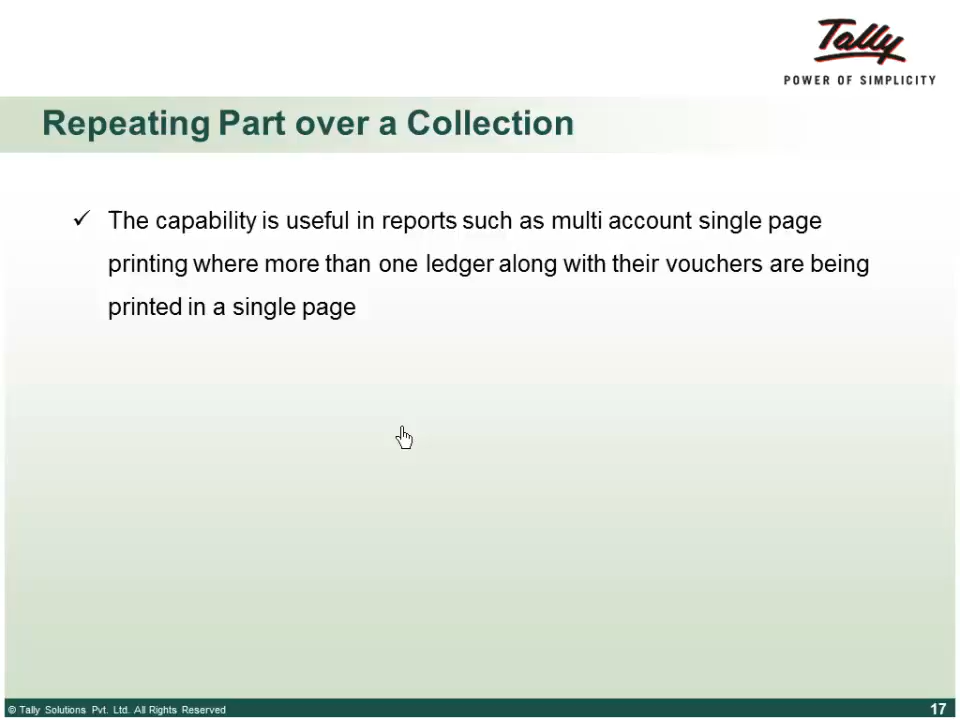 Tally
POWER OF SIMPLICITY
Repeating Part over a Collection
✓ The capability is useful in reports such as multi account single page
printing where more than one ledger along with their vouchers are being
printed in a single page
© Tally Solutions Pvt. Ltd. All Rights Reserved
17